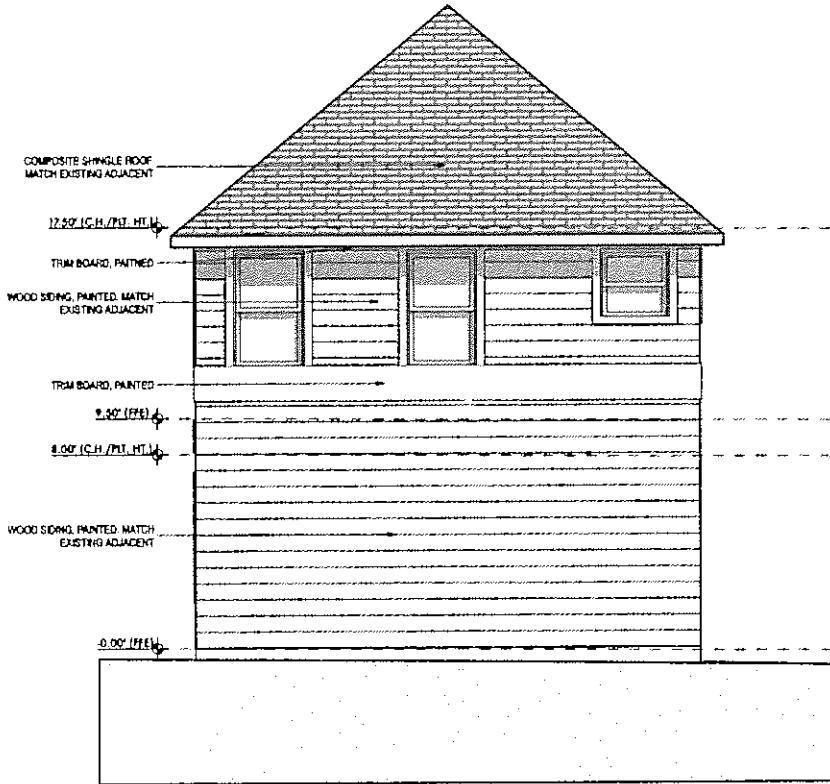 COMPOSITE SHINGLE ROOF
MATCH EXISTING ADJACENT
17.50' (C.H./PLT. HT.)
TRIM BOARD, PAITNED
WOOD SIDING, PAINTED. MATCH
EXISTING ADJACENT
TRIM BOARD, PAINTED
9.50' (FFE)
8.00' (C.H./PLT. HT.)
WOOD SIDING, PAINTED. MATCH
EXISTING ADJACENT
-0.00' (FFE)